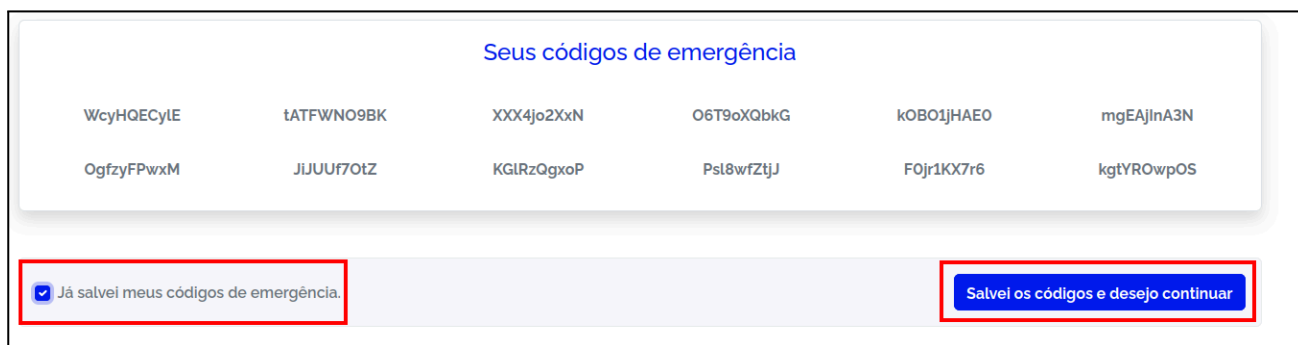 Seus códigos de emergência
WcyHQECylE tATFWNO9BK XXX4jo2XxN O6T9oXQbkG kOBO1jHAE0 mgEAjInA3N
OgfzyFPwxM JiJUUf7OtZ KGlRzQgxoP Psl8wfZtjJ F0jr1KX7r6 kgtYROwpOS
Já salvei meus códigos de emergência. Salvei os códigos e desejo continuar